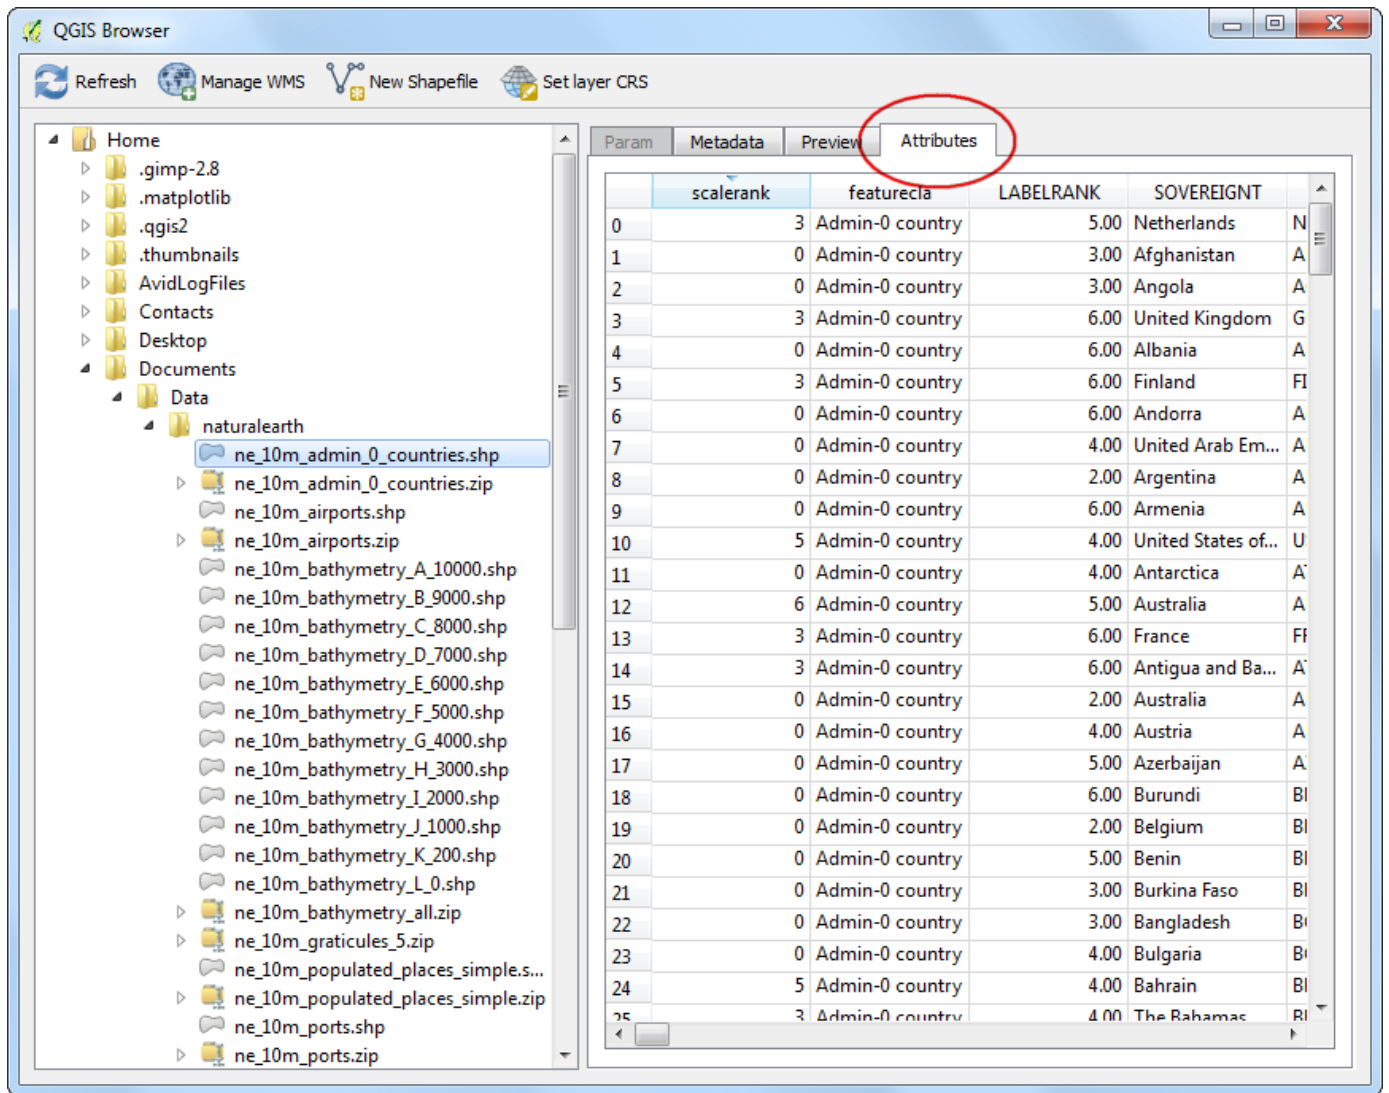 QGIS Browser
Refresh Manage WMS New Shapefile Set layer CRS
Home
.gimp-2.8
.matplotlib
.qgis2
.thumbnails
AvidLogFiles
Contacts
Desktop
Documents
Data
naturalearth
ne_10m_admin_0_countries.shp
ne_10m_admin_0_countries.zip
ne_10m_airports.shp
ne_10m_airports.zip
ne_10m_bathymetry_A_10000.shp
ne_10m_bathymetry_B_9000.shp
ne_10m_bathymetry_C_8000.shp
ne_10m_bathymetry_D_7000.shp
ne_10m_bathymetry_E_6000.shp
ne_10m_bathymetry_F_5000.shp
ne_10m_bathymetry_G_4000.shp
ne_10m_bathymetry_H_3000.shp
ne_10m_bathymetry_I_2000.shp
ne_10m_bathymetry_J_1000.shp
ne_10m_bathymetry_K_200.shp
ne_10m_bathymetry_L_0.shp
ne_10m_bathymetry_all.zip
ne_10m_graticules_5.zip
ne_10m_populated_places_simple.s...
ne_10m_populated_places_simple.zip
ne_10m_ports.shp
ne_10m_ports.zip
Param Metadata Preview Attributes
scalerank featurecla LABELRANK SOVEREIGNT
0 3 Admin-0 country 5.00 Netherlands N
1 0 Admin-0 country 3.00 Afghanistan A
2 0 Admin-0 country 3.00 Angola A
3 3 Admin-0 country 6.00 United Kingdom G
4 0 Admin-0 country 6.00 Albania A
5 3 Admin-0 country 6.00 Finland FI
6 0 Admin-0 country 6.00 Andorra A
7 0 Admin-0 country 4.00 United Arab Em... A
8 0 Admin-0 country 2.00 Argentina A
9 0 Admin-0 country 6.00 Armenia A
10 5 Admin-0 country 4.00 United States of... U
11 0 Admin-0 country 4.00 Antarctica A
12 6 Admin-0 country 5.00 Australia A
13 3 Admin-0 country 6.00 France F
14 3 Admin-0 country 6.00 Antigua and Ba... A
15 0 Admin-0 country 2.00 Australia A
16 0 Admin-0 country 4.00 Austria A
17 0 Admin-0 country 5.00 Azerbaijan A
18 0 Admin-0 country 6.00 Burundi B
19 0 Admin-0 country 2.00 Belgium B
20 0 Admin-0 country 5.00 Benin B
21 0 Admin-0 country 3.00 Burkina Faso B
22 0 Admin-0 country 3.00 Bangladesh B
23 0 Admin-0 country 4.00 Bulgaria B
24 5 Admin-0 country 4.00 Bahrain B
25 3 Admin-0 country 4.00 The Bahamas B